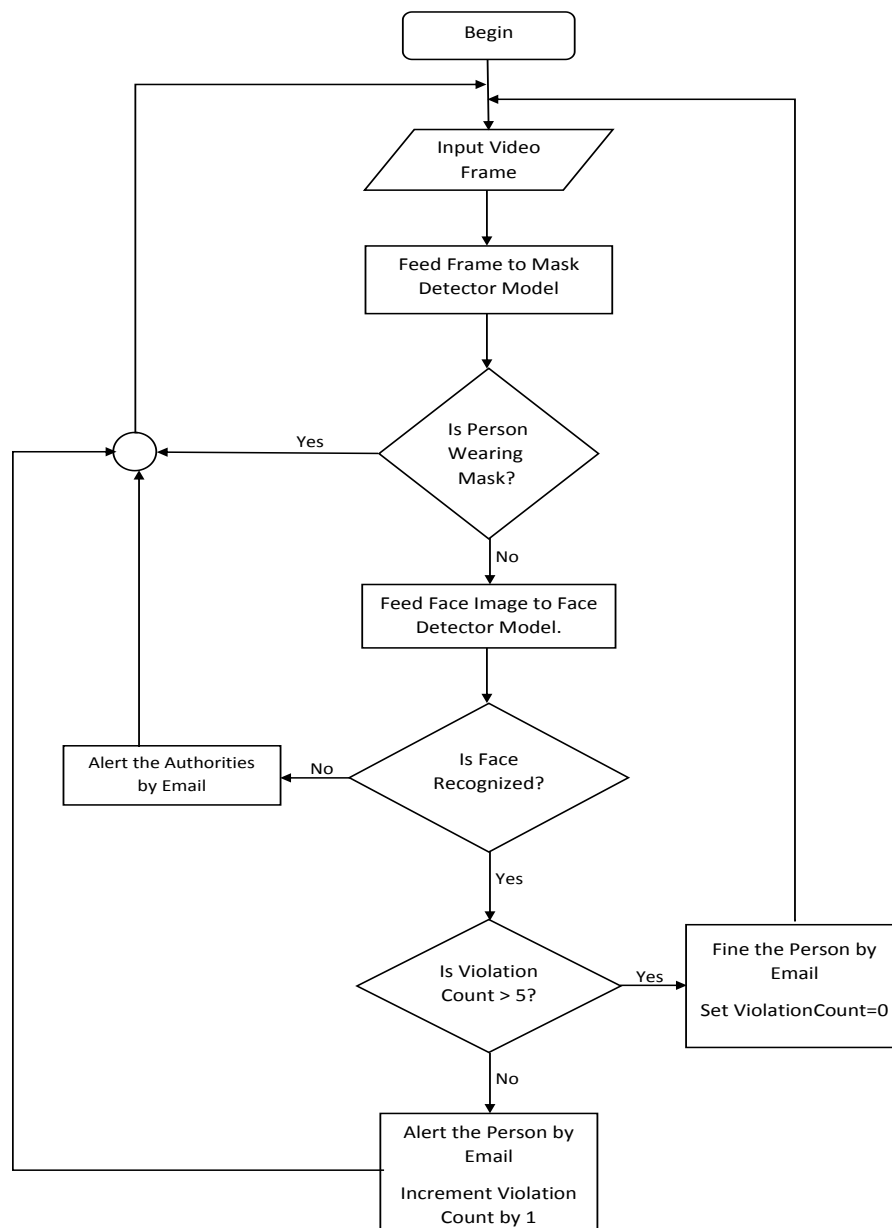 Begin
Input Video
Frame
Feed Frame to Mask
Detector Model
Is Person
Wearing
Mask?
Yes
No
Feed Face Image to Face
Detector Model.
Is Face
Recognized?
No
Alert the Authorities
by Email
Yes
Is Violation
Count > 5?
Yes
Fine the Person by
Email
Set ViolationCount=0
No
Alert the Person by
Email
Increment Violation
Count by 1